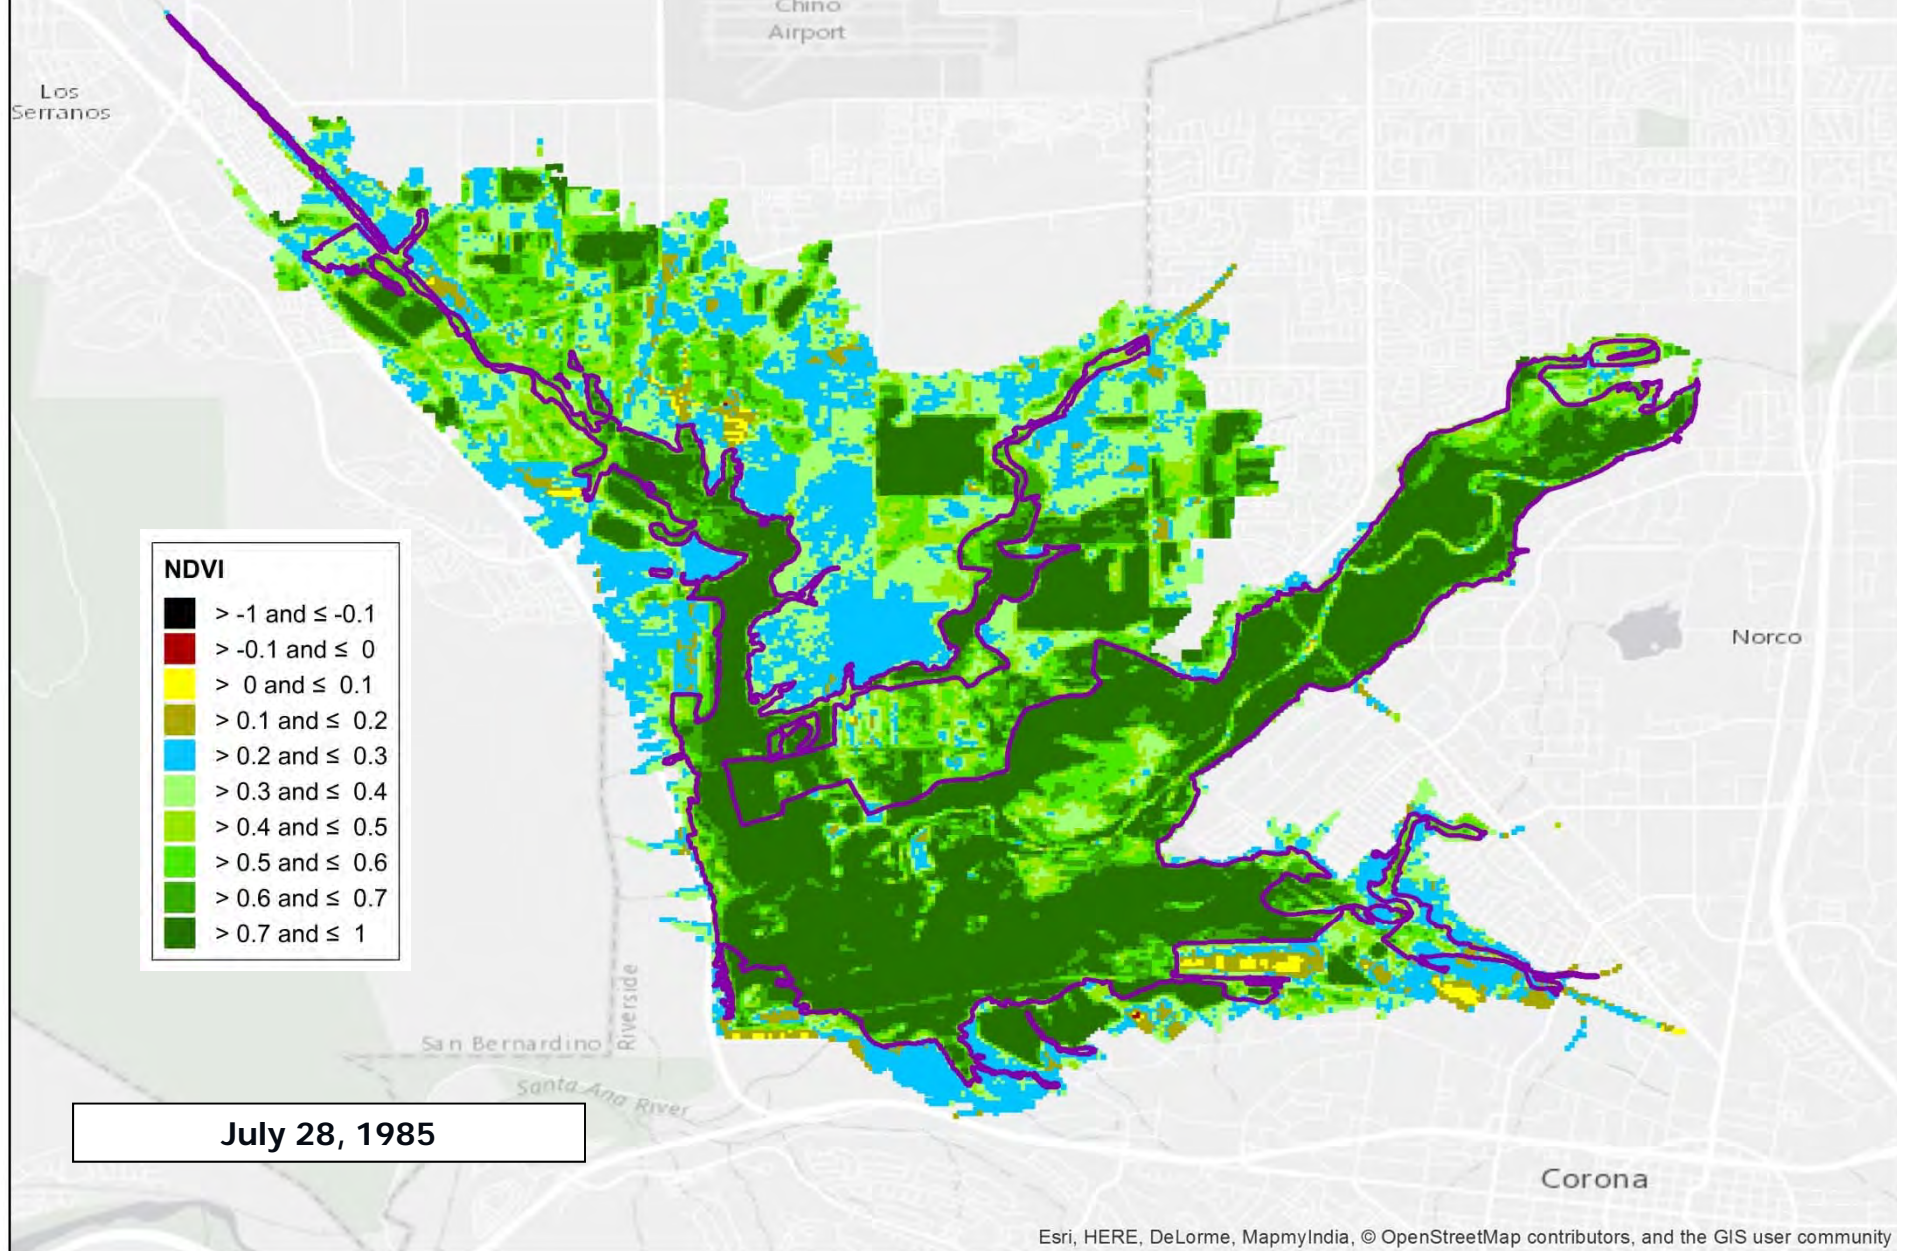 Chino
Airport
Los
Serranos
NDVI
> -1 and ≤ -0.1
> -0.1 and ≤ 0
> 0 and ≤ 0.1
> 0.1 and ≤ 0.2
> 0.2 and ≤ 0.3
> 0.3 and ≤ 0.4
> 0.4 and ≤ 0.5
> 0.5 and ≤ 0.6
> 0.6 and ≤ 0.7
> 0.7 and ≤ 1
Norco
San Bernardino
Riverside
Santa Ana River
July 28, 1985
Corona
Esri, HERE, DeLorme, MapmyIndia, © OpenStreetMap contributors, and the GIS user community